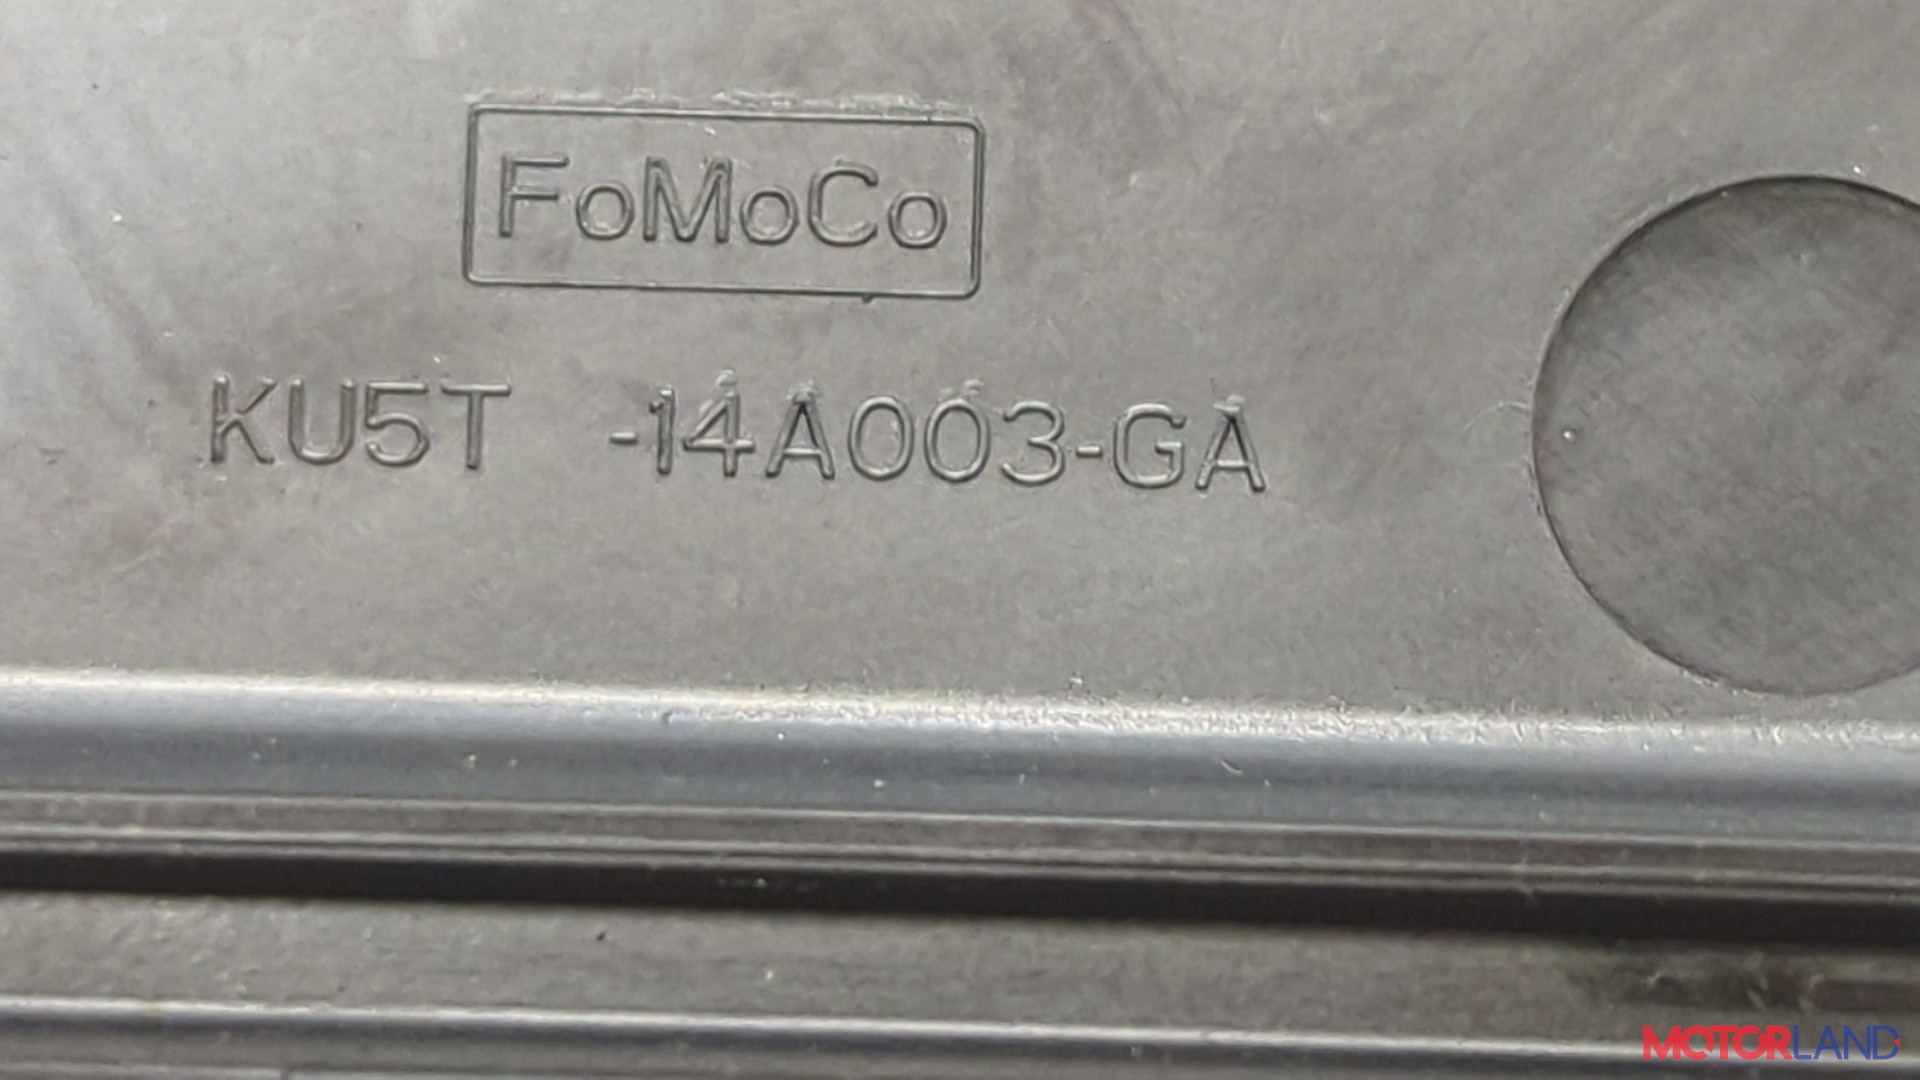 FoMoCo
KU5T -14A003-GA
MOTORLAND